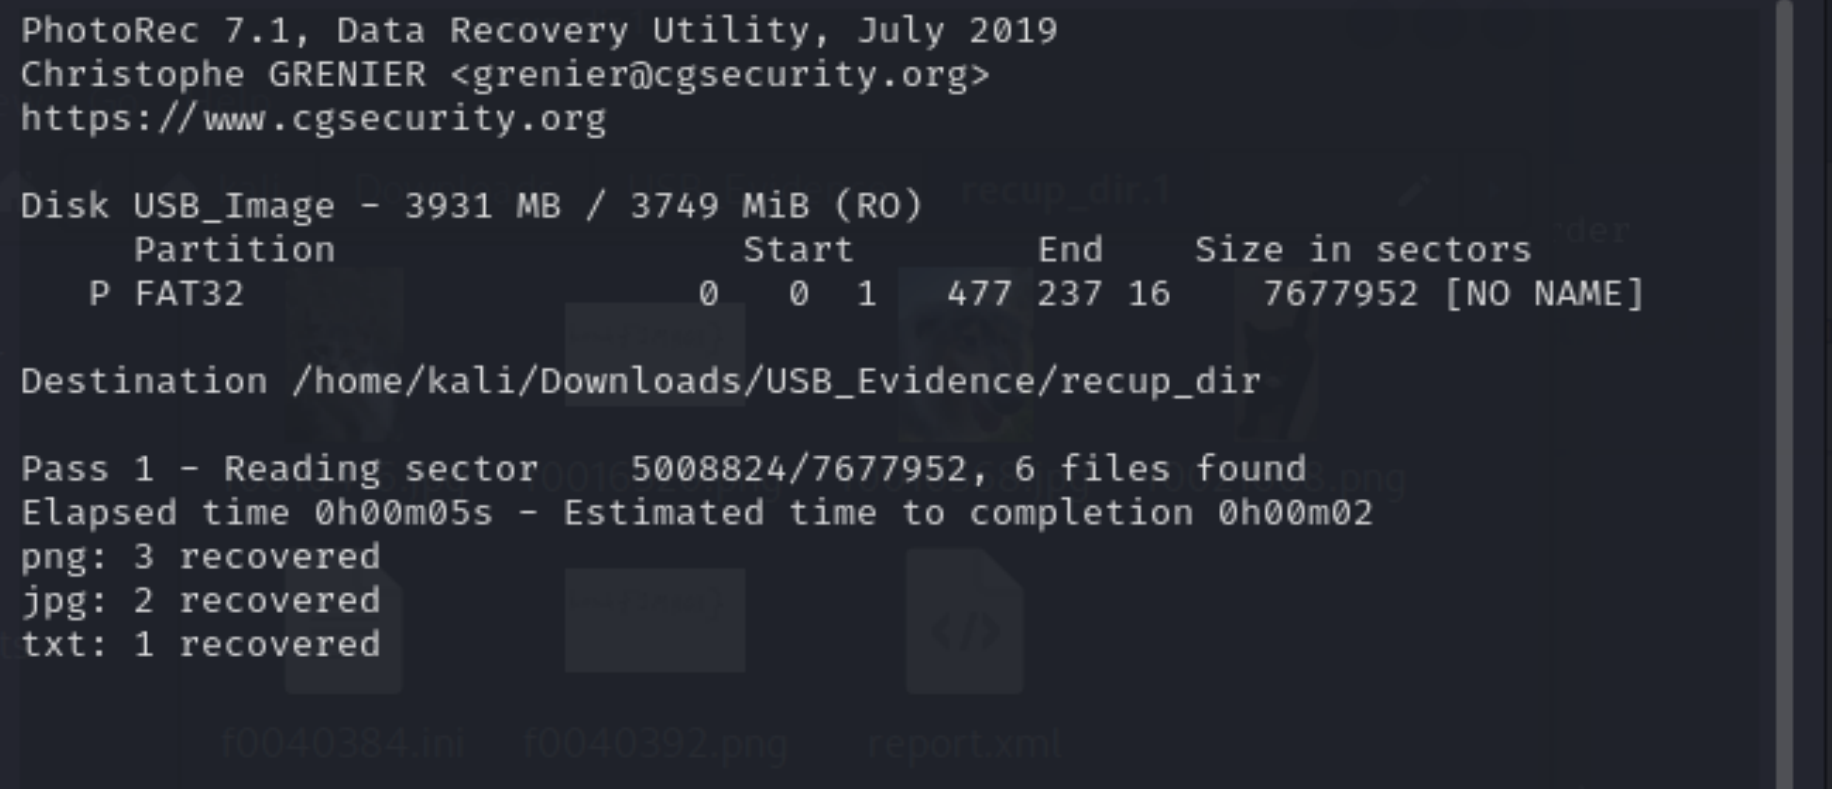 PhotoRec 7.1, Data Recovery Utility, July 2019
Christophe GRENIER <grenier@cgsecurity.org>
https://www.cgsecurity.org
recup_dir.1
Disk USB_Image - 3931 MB / 3749 MiB (RO)
Partition Start End Size in sectors
P FAT32 0 0 1 477 237 16 7677952 [NO NAME]
Destination /home/kali/Downloads/USB_Evidence/recup_dir
Pass 1 - Reading sector 5008824/7677952, 6 files found
Elapsed time 0h00m05s - Estimated time to completion 0h00m02
png: 3 recovered
jpg: 2 recovered
txt: 1 recovered
f0040384.ini f0040392.png report.xml